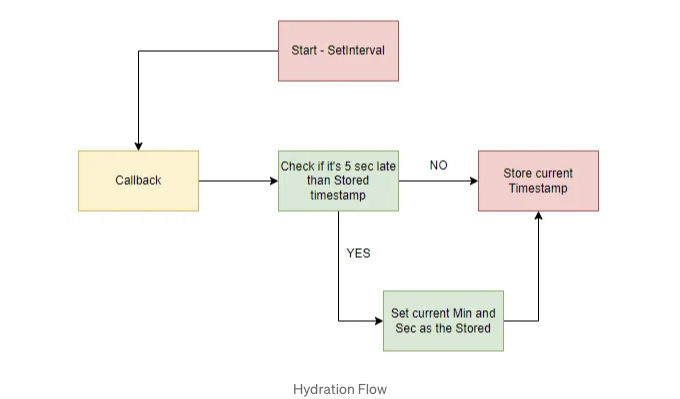 Start - SetInterval
Callback
Check if it's 5 sec late
than Stored
timestamp
NO
Store current
Timestamp
YES
Set current Min and
Sec as the Stored
Hydration Flow